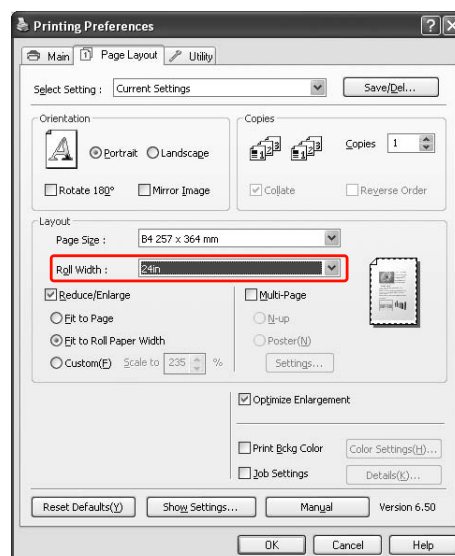 Printing Preferences
Main Page Layout Utility
Select Setting : Current Settings Save/Del...
Orientation Copies
A Portrait Landscape Copies 1
Rotate 180° Mirror Image Collate Reverse Order
Layout
Page Size : B4 257 x 364 mm
Roll Width : 24in
Reduce/Enlarge Multi-Page
Fit to Page N-up
Fit to Roll Paper Width Poster(N)
Custom(F) Scale to 235 % Settings...
Optimize Enlargement
Print Bckg Color Color Settings(H)...
Job Settings Details(K)...
Reset Defaults(Y) Show Settings... Manual Version 6.50
OK Cancel Help